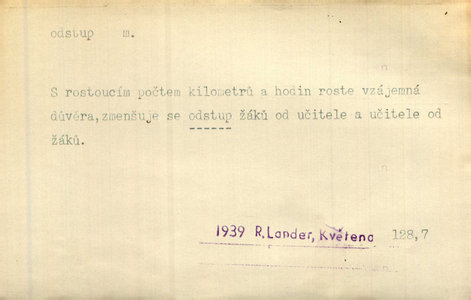 odstup m.
S rostoucím počtem kilometrů a hodin roste vzájemná
důvěra, zmenšuje se odstup žáků od učitele a učitele od
žáků.
1939 R. Lander, Května 128,7